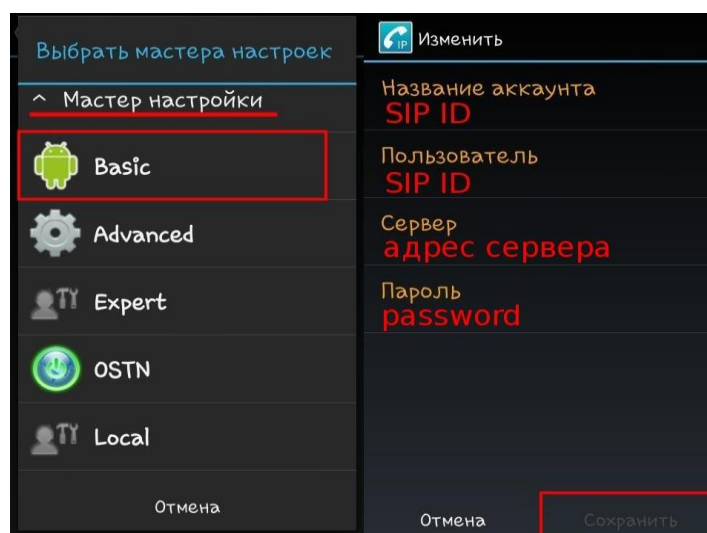 Выбрать мастера настроек
^ Мастер настройки
Basic
Advanced
Expert
OSTN
Local
Отмена
IP Изменить
Название аккаунта
SIP ID
Пользователь
SIP ID
Сервер
адрес сервера
Пароль
password
Отмена
Сохранить